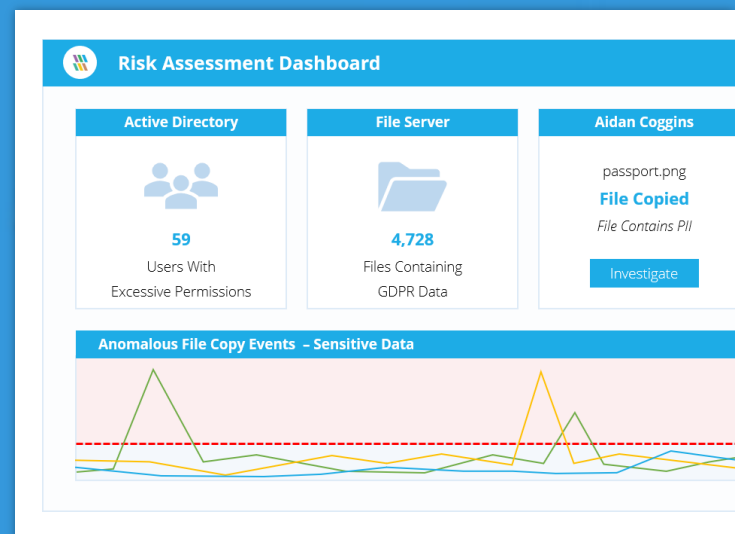 Risk Assessment Dashboard
Active Directory
59
Users With
Excessive Permissions
File Server
4,728
Files Containing
GDPR Data
Aidan Coggins
passport.png
File Copied
File Contains PII
Investigate
Anomalous File Copy Events – Sensitive Data